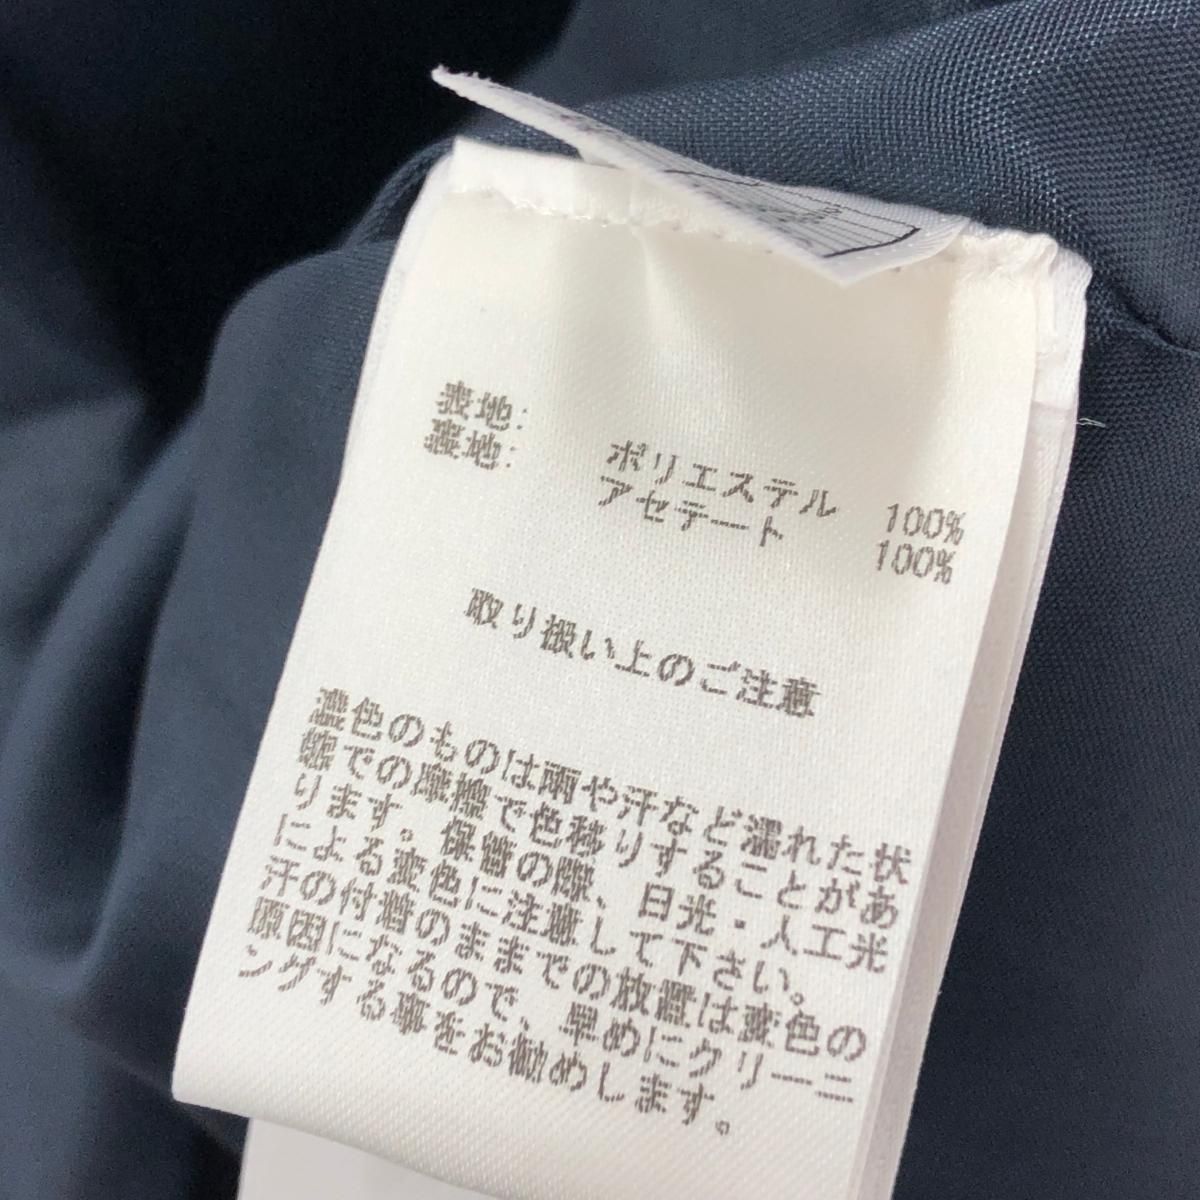 表地:
裏地:
ポリエステル 100%
アセテート 100%
取り扱い上のご注意
濃色のものは雨や汗など濡れた状
態での摩擦で色移りすることがあ
ります。保管の際、日光・人工光
による変色に注意して下さい。
汗の付着のままでの放置は変色の
原因になるので、早めにクリーニ
ングする事をお勧めします。